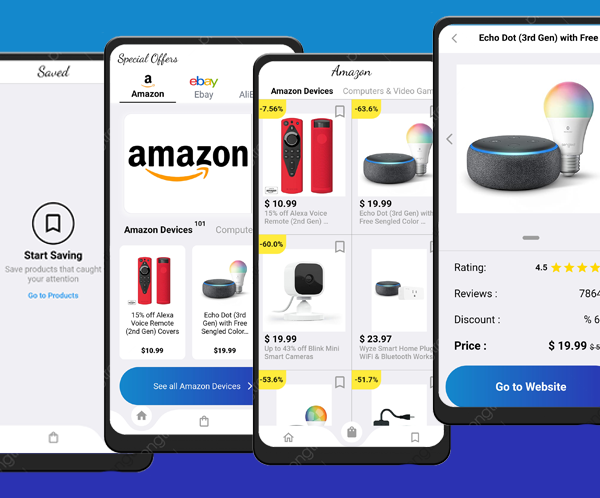 Saved
Start Saving
Save products that caught
your attention
Go to Products
Special Offers
a
ebay
Amazon
Ebay
AliE
amazon
Amazon Devices 101
Compute
15% off Alexa
Voice Remote
(2nd Gen) Covers
$10.99
Echo Dot (3rd
Gen) with Free
Sengled Color...
$19.99
See all Amazon Devices
Amazon
Amazon Devices
Computers & Video Gam
-7.56%
$ 10.99
15% off Alexa Voice
Remote (2nd Gen) ...
-63.6%
$ 19.99
Echo Dot (3rd Gen) with
Free Sengled Color ...
-60.0%
$ 19.99
Up to 43% off Blink Mini
Smart Cameras
$ 23.97
Wyze Smart Home Plug
WiFi & Bluetooth Works
-53.6%
-51.7%
Echo Dot (3rd Gen) with Free
Rating:
4.5
Reviews :
7864
Discount :
% 6
Price :
$ 19.99
Go to Website